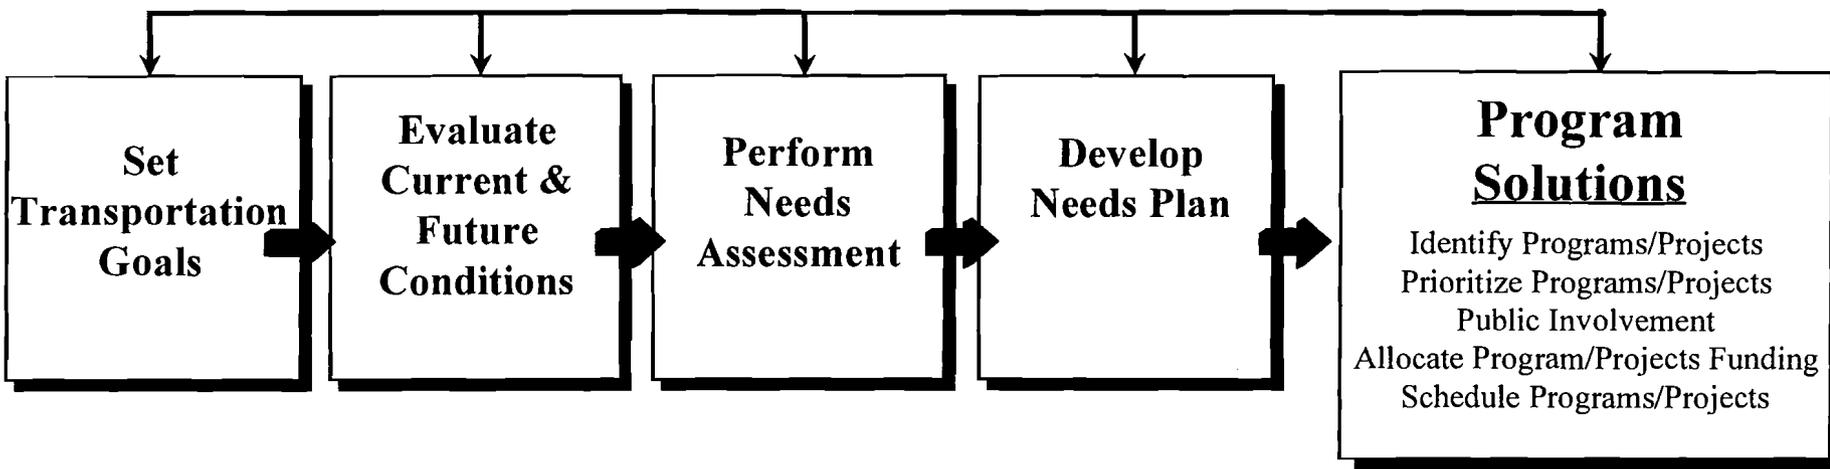 Set
Transportation
Goals
Evaluate
Current &
Future
Conditions
Perform
Needs
Assessment
Develop
Needs Plan
Program
Solutions
Identify Programs/Projects
Prioritize Programs/Projects
Public Involvement
Allocate Program/Projects Funding
Schedule Programs/Projects